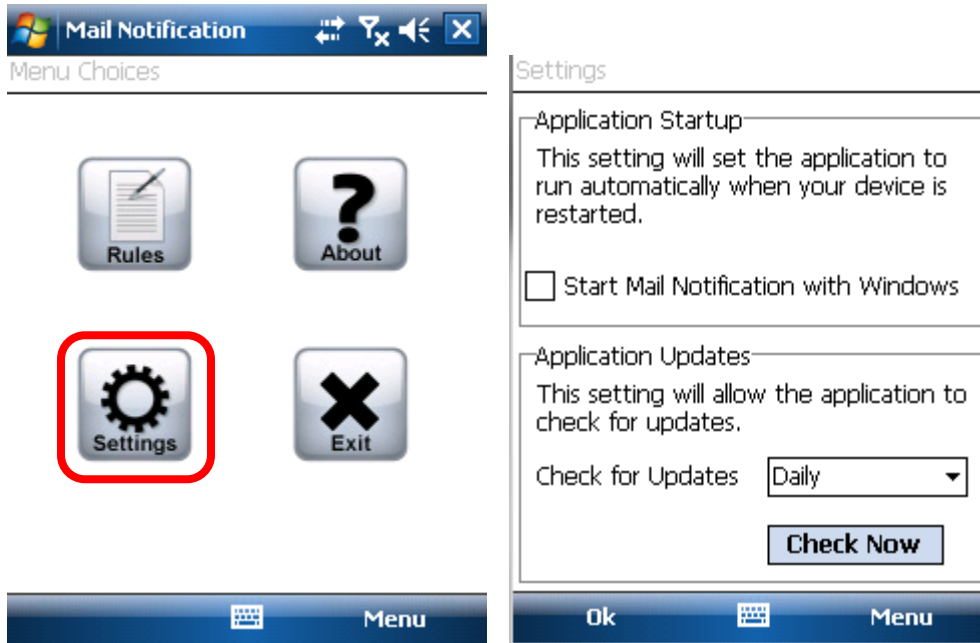 Mail Notification
Menu Choices
Rules
About
Settings
Exit
Menu
Settings
Application Startup
This setting will set the application to
run automatically when your device is
restarted.
Start Mail Notification with Windows
Application Updates
This setting will allow the application to
check for updates.
Check for Updates Daily
Check Now
Ok Menu